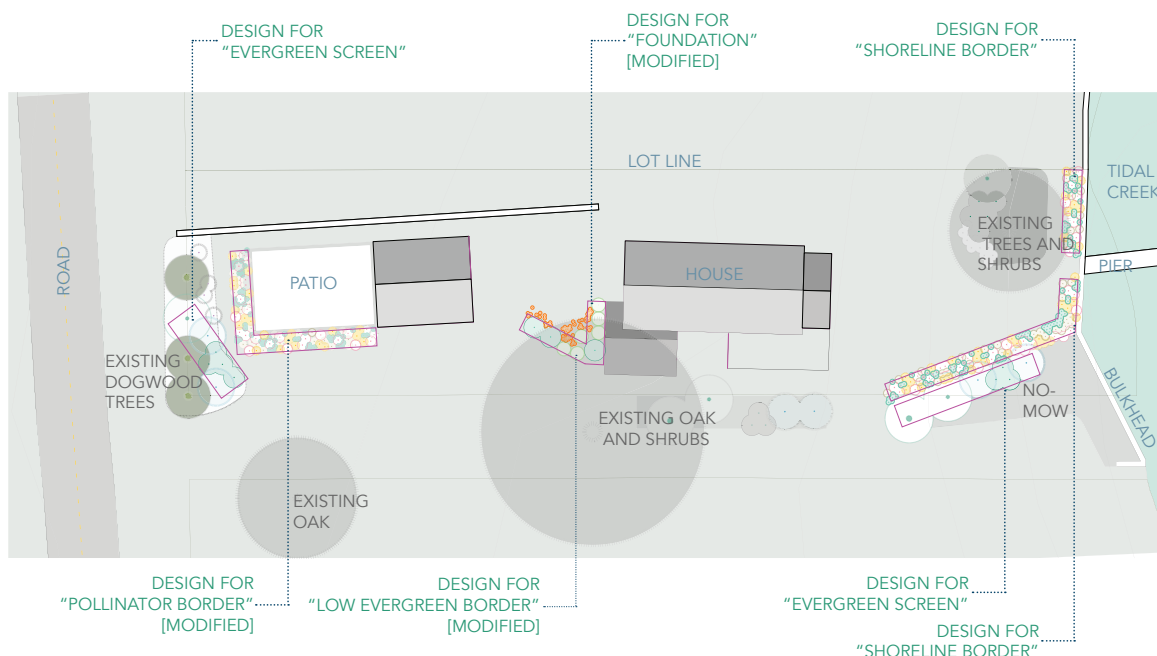 DESIGN FOR
“EVERGREEN SCREEN”
DESIGN FOR
“FOUNDATION”
[MODIFIED]
DESIGN FOR
“SHORELINE BORDER”
LOT LINE
TIDAL
CREEK
ROAD
PATIO
HOUSE
EXISTING
TREES AND
SHRUBS
PIER
EXISTING
DOGWOOD
TREES
EXISTING OAK
AND SHRUBS
NO-
MOW
BULKHEAD
EXISTING
OAK
DESIGN FOR
“POLLINATOR BORDER”
[MODIFIED]
DESIGN FOR
“LOW EVERGREEN BORDER”
[MODIFIED]
DESIGN FOR
“EVERGREEN SCREEN”
DESIGN FOR
“SHORELINE BORDER”